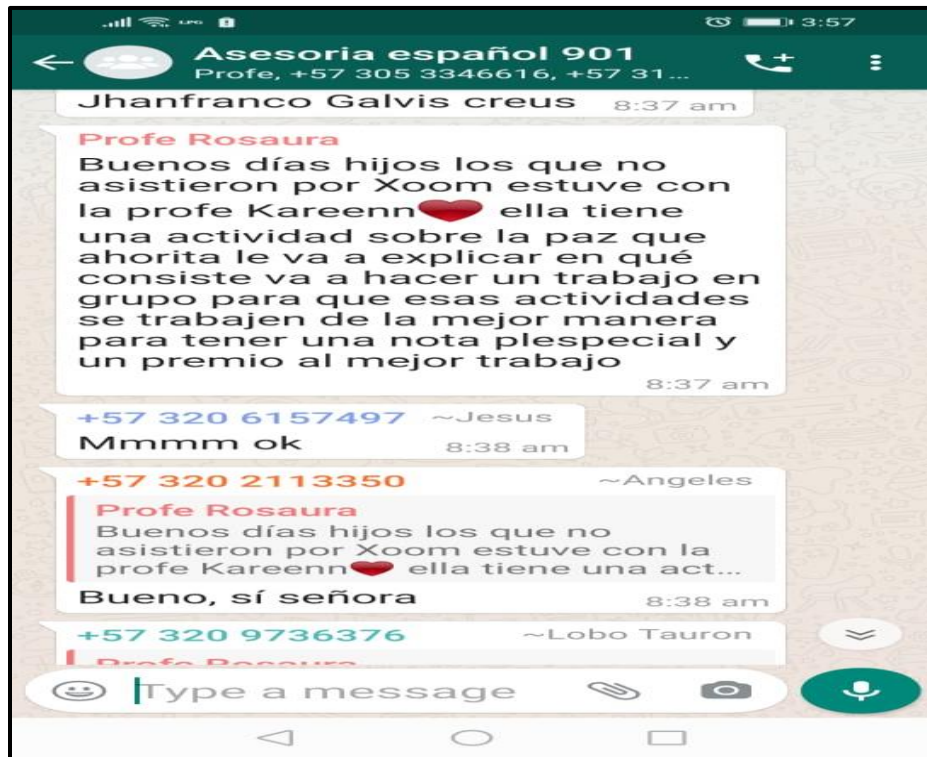 3:57
Asesoria español 901
Profe, +57 305 3346616, +57 31...
Jhanfranco Galvis creus 8:37 am
Profe Rosaura
Buenos días hijos los que no
asistieron por Xoom estuve con
la profe Kareenn❤ ella tiene
una actividad sobre la paz que
ahorita le va a explicar en qué
consiste va a hacer un trabajo en
grupo para que esas actividades
se trabajen de la mejor manera
para tener una nota plespecial y
un premio al mejor trabajo
8:37 am
+57 320 6157497 ~Jesus
Mmmm ok 8:38 am
+57 320 2113350 ~Angeles
Profe Rosaura
Buenos días hijos los que no
asistieron por Xoom estuve con la
profe Kareenn❤ ella tiene una act...
Bueno, sí señora 8:38 am
+57 320 9736376 ~Lobo Tauron
Profe Rosaura
Type a message